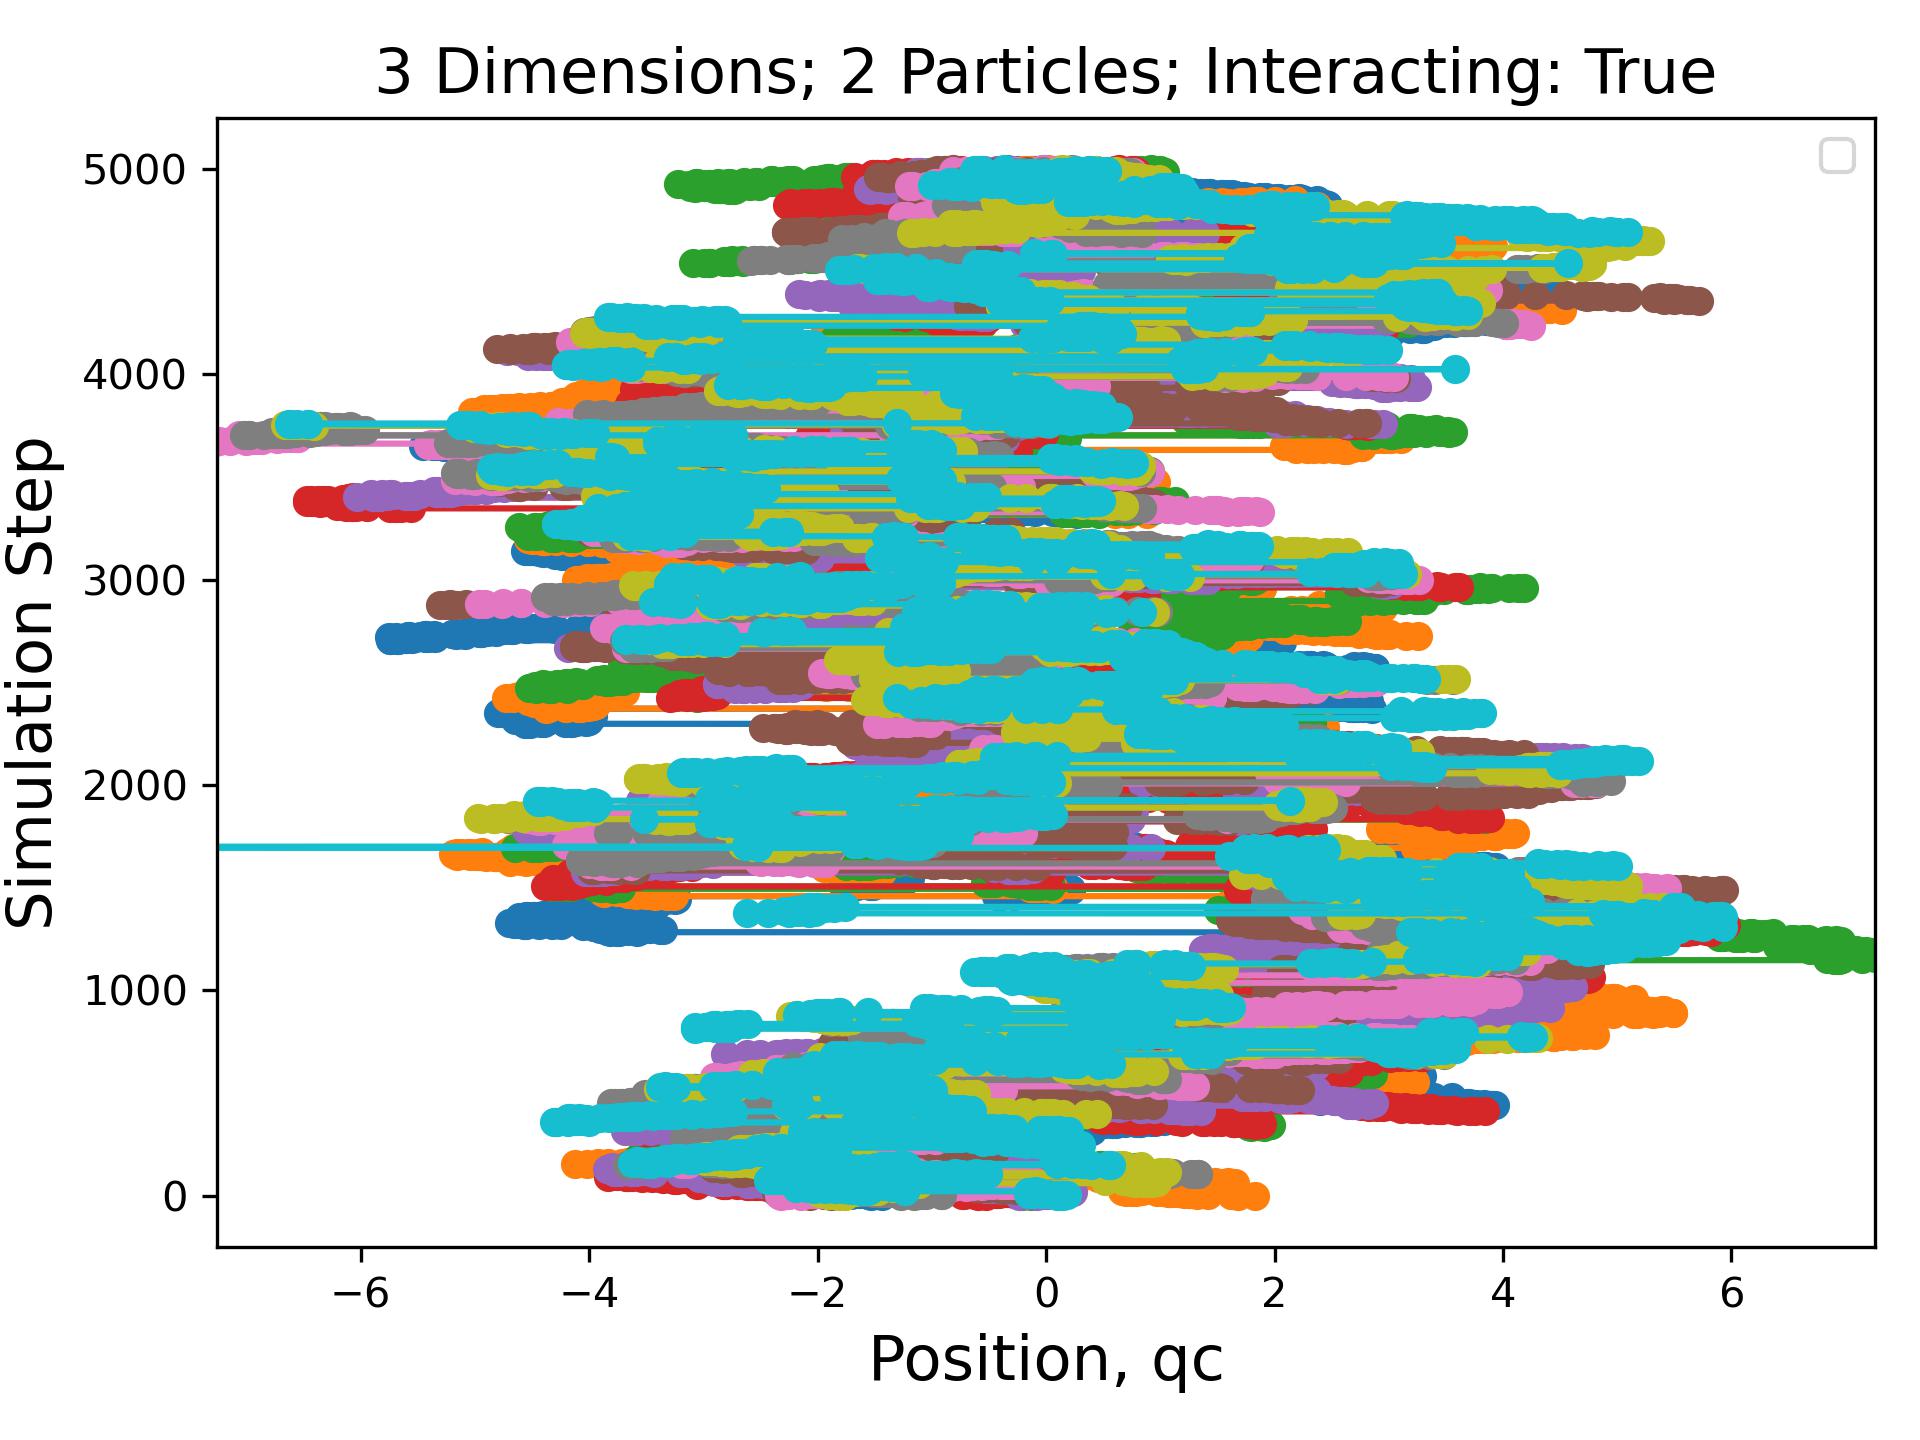 3 Dimensions; 2 Particles; Interacting: True
5000
4000
3000
2000
1000
0
Simulation Step
−6 −4 −2 0 2 4 6
Position, qc